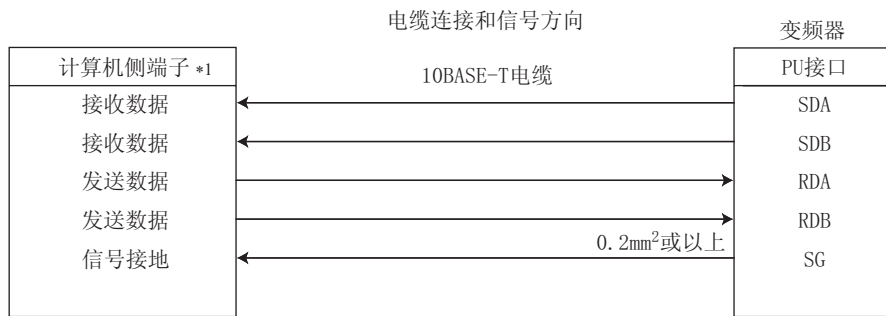 电缆连接和信号方向
变频器
计算机侧端子 *1
10BASE-T电缆
PU接口
接收数据
SDA
接收数据
SDB
发送数据
RDA
发送数据
RDB
0.2mm²或以上
信号接地
SG